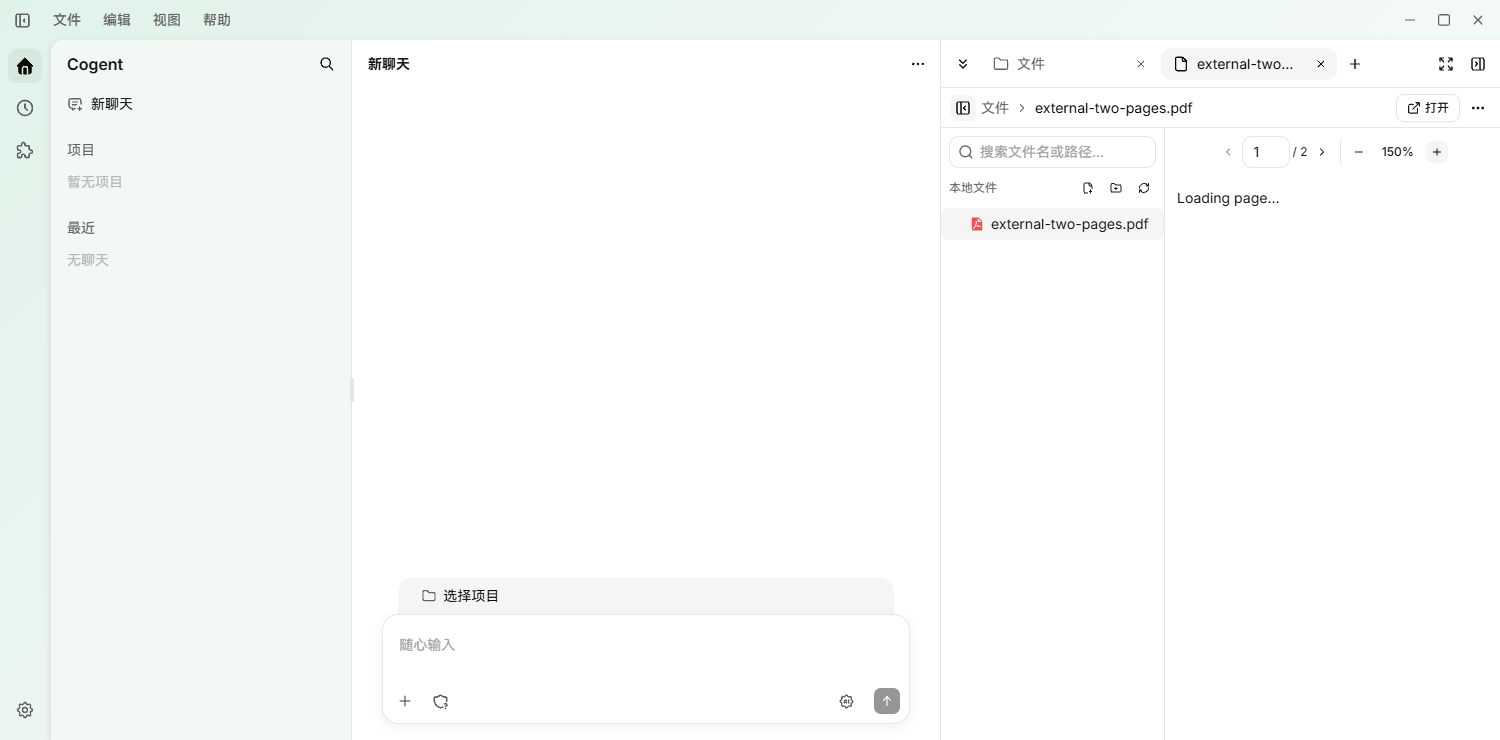 文件 编辑 视图 帮助
Cogent
新聊天
项目
暂无项目
最近
无聊天
新聊天
选择项目
随心输入
文件
external-two...
文件 > external-two-pages.pdf
打开
搜索文件名或路径...
本地文件
external-two-pages.pdf
1 / 2
150%
Loading page...